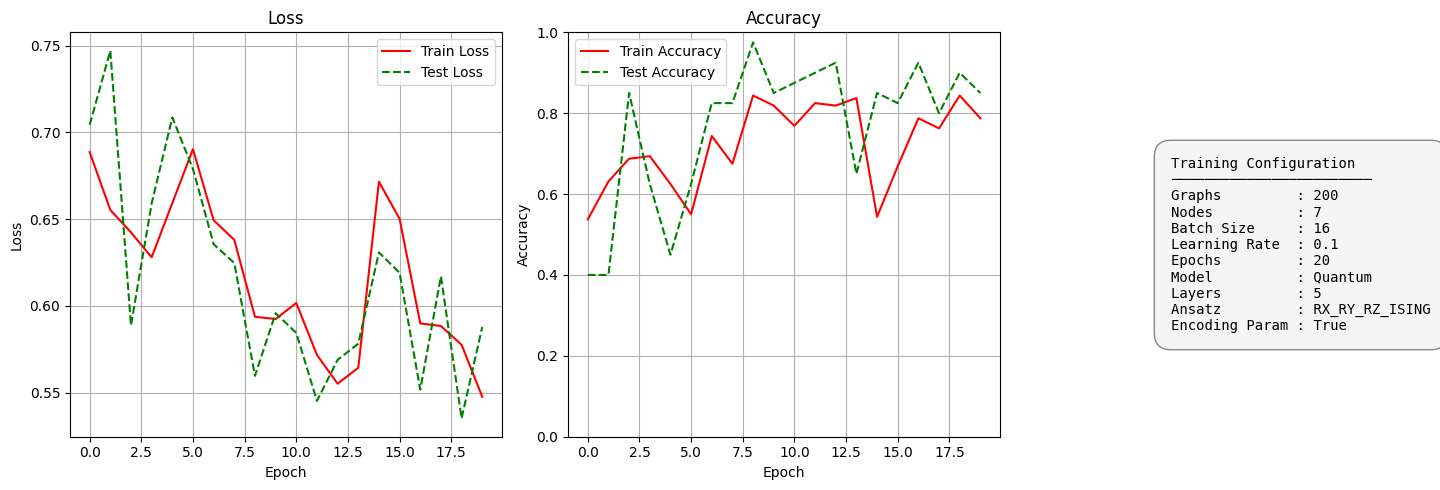 Loss
Train Loss
Test Loss
0.75
0.70
0.65
0.60
0.55
Loss
0.0 2.5 5.0 7.5 10.0 12.5 15.0 17.5
Epoch
Accuracy
Train Accuracy
Test Accuracy
1.0
0.8
0.6
0.4
0.2
0.0
Accuracy
0.0 2.5 5.0 7.5 10.0 12.5 15.0 17.5
Epoch
Training Configuration
Graphs : 200
Nodes : 7
Batch Size : 16
Learning Rate : 0.1
Epochs : 20
Model : Quantum
Layers : 5
Ansatz : RX_RY_RZ_ISING
Encoding Param : True